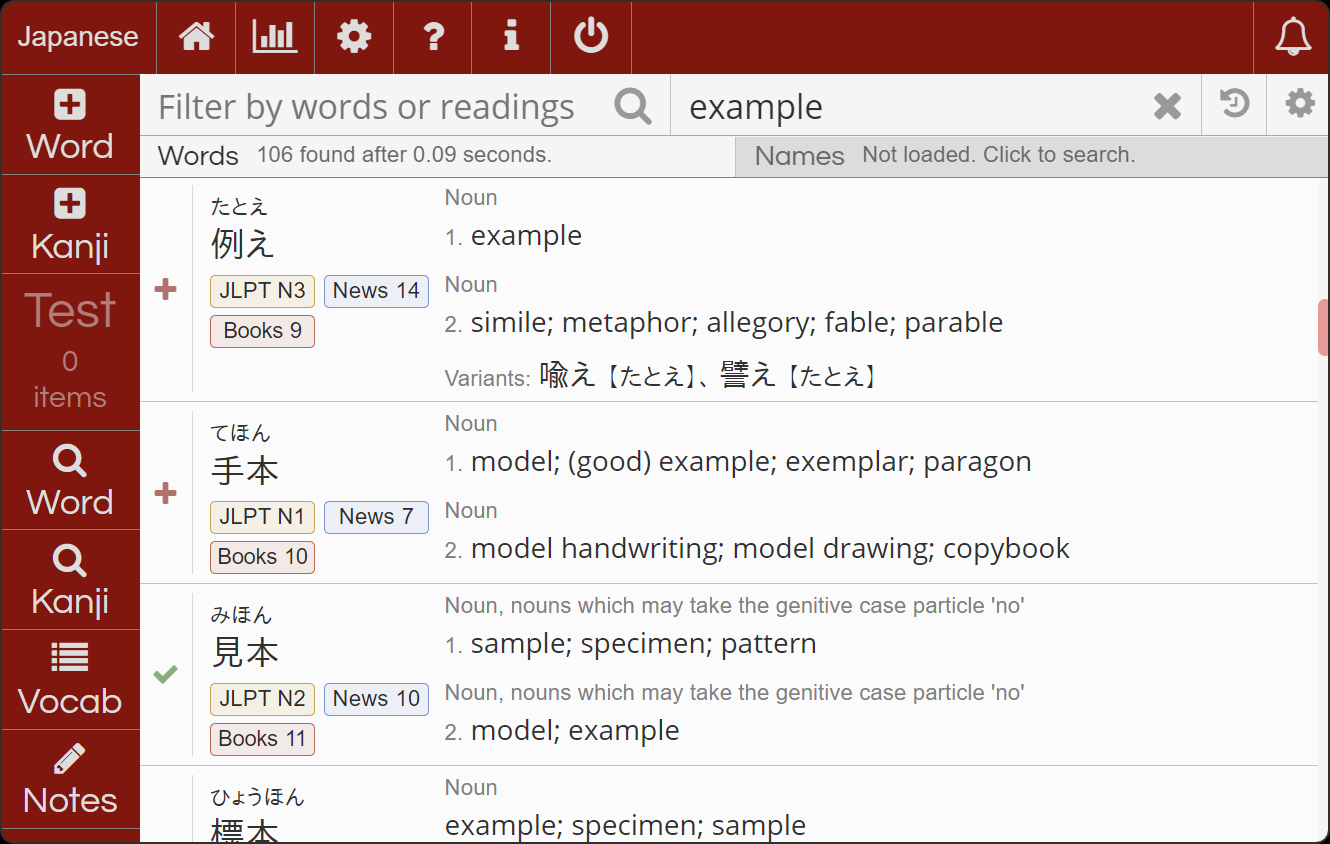 Japanese
Word
Kanji
Test
0
items
Word
Kanji
Vocab
Notes
Filter by words or readings
example
Words 106 found after 0.09 seconds.
Names Not loaded. Click to search.
たとえ
例え
JLPT N3 News 14
Books 9
Noun
1. example
Noun
2. simile; metaphor; allegory; fable; parable
Variants: 喩え【たとえ】、譬え【たとえ】
てほん
手本
JLPT N1 News 7
Books 10
Noun
1. model; (good) example; exemplar; paragon
Noun
2. model handwriting; model drawing; copybook
みほん
見本
JLPT N2 News 10
Books 11
Noun, nouns which may take the genitive case particle 'no'
1. sample; specimen; pattern
Noun, nouns which may take the genitive case particle 'no'
2. model; example
ひょうほん
標本
Noun
example; specimen; sample